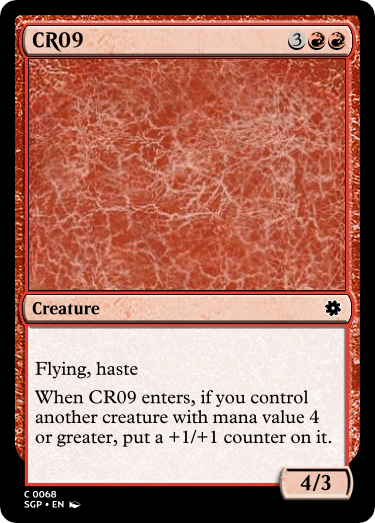 CR09 3
Creature
Flying, haste
When CR09 enters, if you control
another creature with mana value 4
or greater, put a +1/+1 counter on it.
4/3
C 0068
SGP • EN